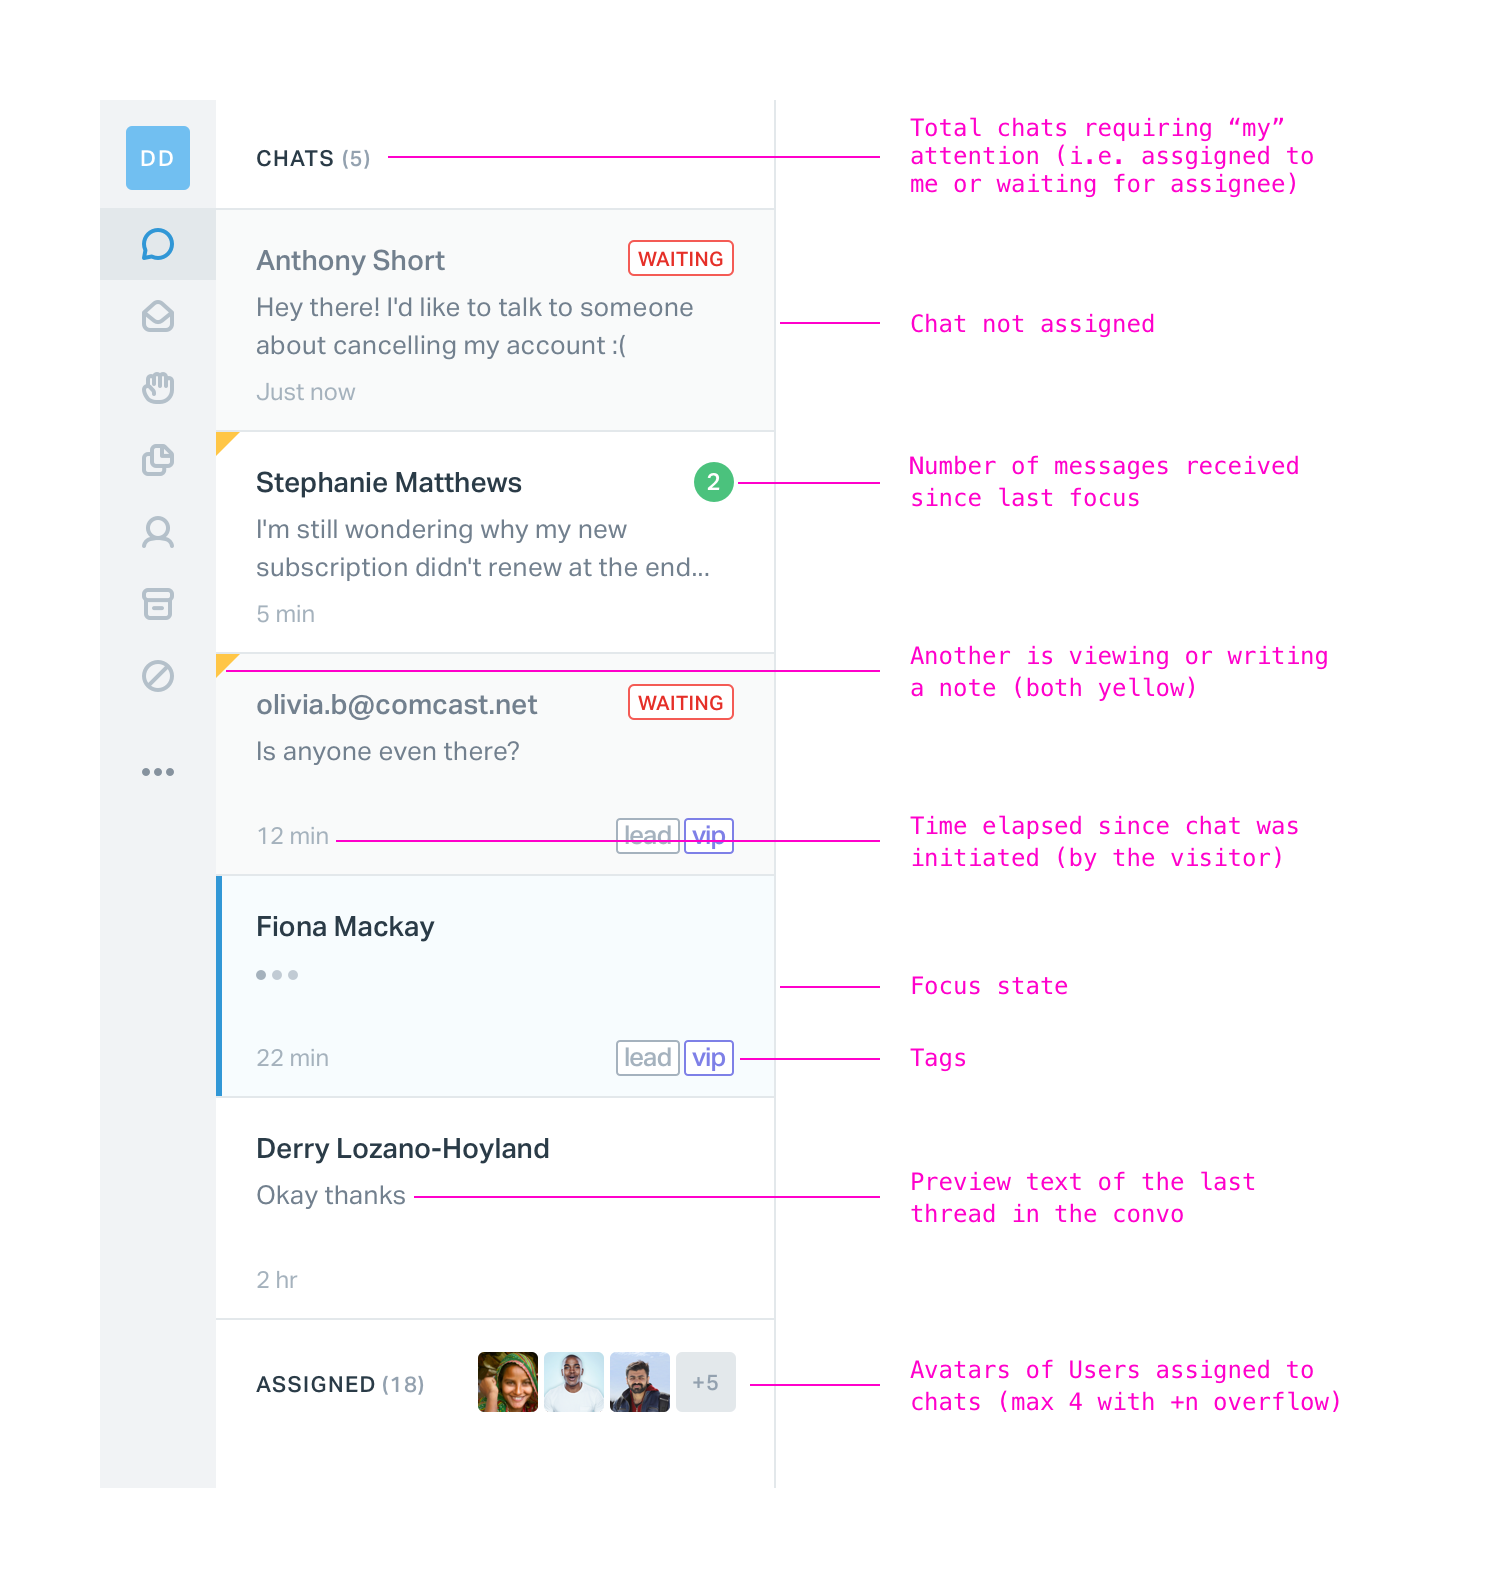 DD
CHATS (5)
Total chats requiring “my”
attention (i.e. assgigned to
me or waiting for assignee)
Anthony Short
WAITING
Hey there! I'd like to talk to someone
about cancelling my account :(
Just now
Chat not assigned
Stephanie Matthews
2
I'm still wondering why my new
subscription didn't renew at the end...
5 min
Number of messages received
since last focus
Another is viewing or writing
a note (both yellow)
olivia.b@comcast.net
WAITING
Is anyone even there?
12 min
lead
vip
Time elapsed since chat was
initiated (by the visitor)
Fiona Mackay
22 min
lead
vip
Focus state
Tags
Derry Lozano-Hoyland
Okay thanks
2 hr
Preview text of the last
thread in the convo
ASSIGNED (18)
+5
Avatars of Users assigned to
chats (max 4 with +n overflow)